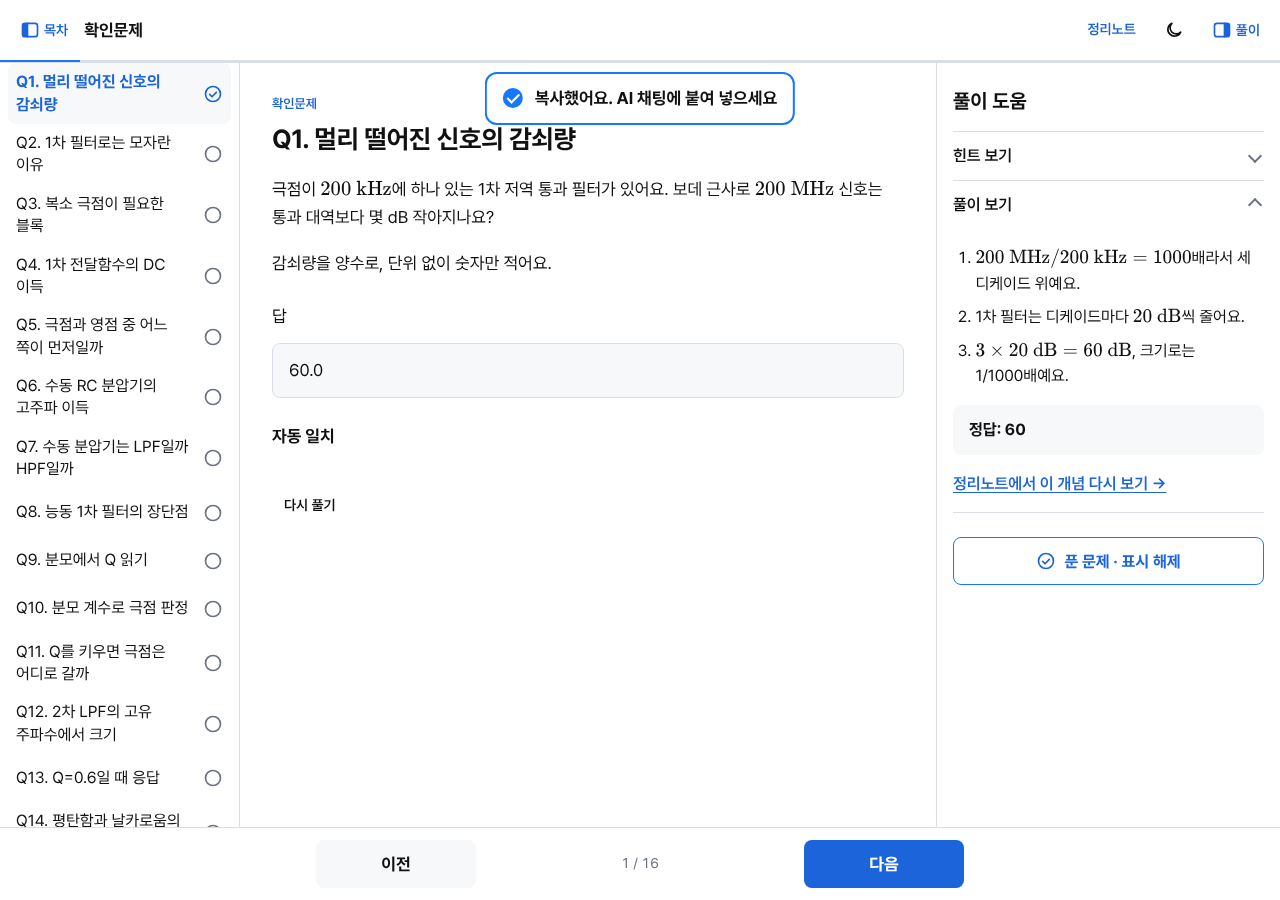 목차 확인문제 정리노트 풀이
Q1. 멀리 떨어진 신호의
감쇠량
Q2. 1차 필터로는 모자란
이유
Q3. 복소 극점이 필요한
블록
Q4. 1차 전달함수의 DC
이득
Q5. 극점과 영점 중 어느
쪽이 먼저일까
Q6. 수동 RC 분압기의
고주파 이득
Q7. 수동 분압기는 LPF일까
HPF일까
Q8. 능동 1차 필터의 장단점
Q9. 분모에서 Q 읽기
Q10. 분모 계수로 극점 판정
Q11. Q를 키우면 극점은
어디로 갈까
Q12. 2차 LPF의 고유
주파수에서 크기
Q13. Q=0.6일 때 응답
Q14. 평탄함과 날카로움의
복사했어요. AI 채팅에 붙여 넣으세요
확인문제
Q1. 멀리 떨어진 신호의 감쇠량
극점이 200 kHz에 하나 있는 1차 저역 통과 필터가 있어요. 보데 근사로 200 MHz 신호는
통과 대역보다 몇 dB 작아지나요?
감쇠량을 양수로, 단위 없이 숫자만 적어요.
답
60.0
자동 일치
다시 풀기
풀이 도움
힌트 보기
풀이 보기
1. 200 MHz/200 kHz = 1000배라서 세
디케이드 위예요.
2. 1차 필터는 디케이드마다 20 dB씩 줄어요.
3. 3 × 20 dB = 60 dB, 크기로는
1/1000배예요.
정답: 60
정리노트에서 이 개념 다시 보기 →
푼 문제 · 표시 해제
이전 1 / 16 다음